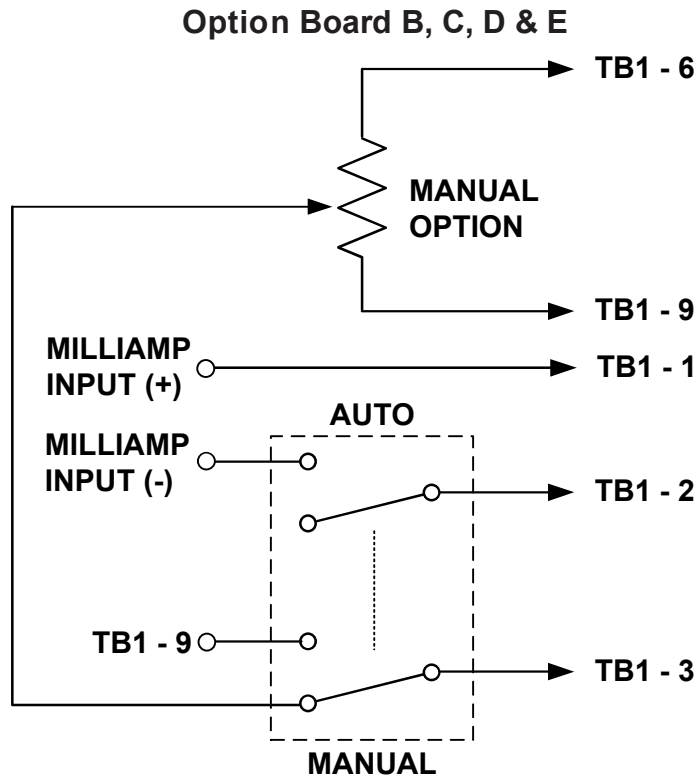 Option Board B, C, D & E
TB1 - 6
MANUAL
OPTION
TB1 - 9
MILLIAMP
INPUT (+)
TB1 - 1
AUTO
MILLIAMP
INPUT (-)
TB1 - 2
TB1 - 9
TB1 - 3
MANUAL